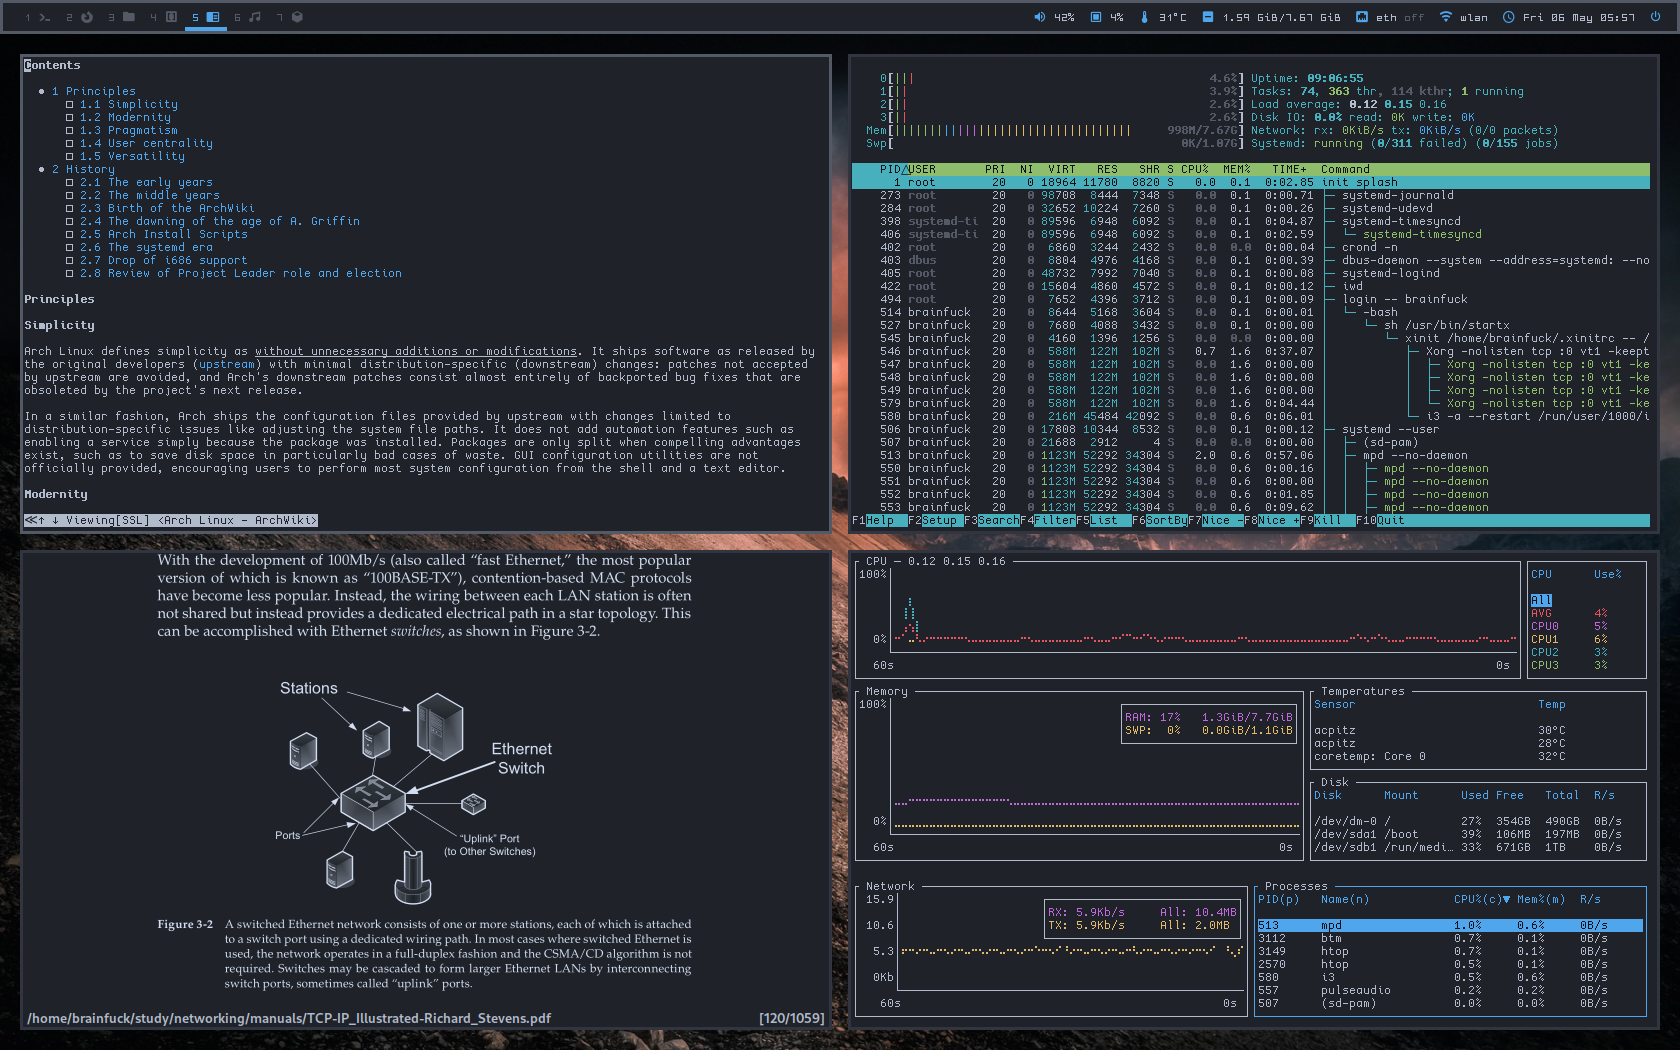 1 2 3 4 5 6 7 42% 4% 31°C 1.59 GiB/7.67 GiB eth off wlan Fri 06 May 05:57
Contents
● 1 Principles
□ 1.1 Simplicity
□ 1.2 Modernity
□ 1.3 Pragmatism
□ 1.4 User centrality
□ 1.5 Versatility
● 2 History
□ 2.1 The early years
□ 2.2 The middle years
□ 2.3 Birth of the ArchWiki
□ 2.4 The dawning of the age of A. Griffin
□ 2.5 Arch Install Scripts
□ 2.6 The systemd era
□ 2.7 Drop of i686 support
□ 2.8 Review of Project Leader role and election
Principles
Simplicity
Arch Linux defines simplicity as without unnecessary additions or modifications. It ships software as released by
the original developers (upstream) with minimal distribution-specific (downstream) changes: patches not accepted
by upstream are avoided, and Arch's downstream patches consist almost entirely of backported bug fixes that are
obsoleted by the project's next release.
In a similar fashion, Arch ships the configuration files provided by upstream with changes limited to
distribution-specific issues like adjusting the system file paths. It does not add automation features such as
enabling a service simply because the package was installed. Packages are only split when compelling advantages
exist, such as to save disk space in particularly bad cases of waste. GUI configuration utilities are not
officially provided, encouraging users to perform most system configuration from the shell and a text editor.
Modernity
≪↑ ↓ Viewing[SSL] <Arch Linux - ArchWiki>
0[||| 4.6%] Uptime: 09:06:55
1[|| 3.9%] Tasks: 74, 363 thr, 114 kthr; 1 running
2[|| 2.6%] Load average: 0.12 0.15 0.16
3[|| 2.6%] Disk IO: 0.0% read: 0K write: 0K
Mem[|||||||||||||||||||||||||||||||||| 998M/7.67G] Network: rx: 0KiB/s tx: 0KiB/s (0/0 packets)
Swp[ 0K/1.07G] Systemd: running (0/311 failed) (0/155 jobs)
PID△USER PRI NI VIRT RES SHR S CPU% MEM% TIME+ Command
1 root 20 0 18964 11780 8820 S 0.0 0.1 0:02.85 init splash
273 root 20 0 98708 8444 7348 S 0.0 0.1 0:00.71 ├─ systemd-journald
284 root 20 0 32652 10224 7260 S 0.0 0.1 0:00.26 ├─ systemd-udevd
398 systemd-ti 20 0 89596 6948 6092 S 0.0 0.1 0:04.87 ├─ systemd-timesyncd
406 systemd-ti 20 0 89596 6948 6092 S 0.0 0.1 0:02.59 │ └─ systemd-timesyncd
402 root 20 0 6860 3244 2432 S 0.0 0.0 0:00.04 ├─ crond -n
403 dbus 20 0 8804 4976 4168 S 0.0 0.1 0:00.39 ├─ dbus-daemon --system --address=systemd: --no
405 root 20 0 48732 7992 7040 S 0.0 0.1 0:00.08 ├─ systemd-logind
422 root 20 0 15604 4860 4572 S 0.0 0.1 0:00.12 ├─ iwd
494 root 20 0 7652 4396 3712 S 0.0 0.1 0:00.09 ├─ login -- brainfuck
514 brainfuck 20 0 8644 5168 3604 S 0.0 0.1 0:00.01 │ └─ -bash
527 brainfuck 20 0 7680 4088 3432 S 0.0 0.1 0:00.00 │ └─ sh /usr/bin/startx
545 brainfuck 20 0 4160 1396 1256 S 0.0 0.0 0:00.00 │ └─ xinit /home/brainfuck/.xinitrc -- /
546 brainfuck 20 0 588M 122M 102M S 0.7 1.6 0:37.07 │ ├─ Xorg -nolisten tcp :0 vt1 -keept
547 brainfuck 20 0 588M 122M 102M S 0.0 1.6 0:00.00 │ │ ├─ Xorg -nolisten tcp :0 vt1 -ke
548 brainfuck 20 0 588M 122M 102M S 0.0 1.6 0:00.00 │ │ ├─ Xorg -nolisten tcp :0 vt1 -ke
549 brainfuck 20 0 588M 122M 102M S 0.0 1.6 0:00.00 │ │ ├─ Xorg -nolisten tcp :0 vt1 -ke
579 brainfuck 20 0 588M 122M 102M S 0.0 1.6 0:04.44 │ │ └─ Xorg -nolisten tcp :0 vt1 -ke
580 brainfuck 20 0 216M 45484 42092 S 0.0 0.6 0:06.01 │ └─ i3 -a --restart /run/user/1000/i
506 brainfuck 20 0 17808 10344 8532 S 0.0 0.1 0:00.12 ├─ systemd --user
507 brainfuck 20 0 21688 2912 4 S 0.0 0.0 0:00.00 │ ├─ (sd-pam)
513 brainfuck 20 0 1123M 52292 34304 S 2.0 0.6 0:57.06 │ ├─ mpd --no-daemon
550 brainfuck 20 0 1123M 52292 34304 S 0.0 0.6 0:00.16 │ │ ├─ mpd --no-daemon
551 brainfuck 20 0 1123M 52292 34304 S 0.0 0.6 0:00.00 │ │ ├─ mpd --no-daemon
552 brainfuck 20 0 1123M 52292 34304 S 0.0 0.6 0:01.85 │ │ ├─ mpd --no-daemon
553 brainfuck 20 0 1123M 52292 34304 S 0.0 0.6 0:09.62 │ │ ├─ mpd --no-daemon
F1Help F2Setup F3SearchF4FilterF5List F6SortByF7Nice -F8Nice +F9Kill F10Quit
With the development of 100Mb/s (also called “fast Ethernet,” the most popular
version of which is known as “100BASE-TX”), contention-based MAC protocols
have become less popular. Instead, the wiring between each LAN station is often
not shared but instead provides a dedicated electrical path in a star topology. This
can be accomplished with Ethernet switches, as shown in Figure 3-2.
Stations
Ethernet
Switch
Ports
“Uplink” Port
(to Other Switches)
Figure 3-2 A switched Ethernet network consists of one or more stations, each of which is attached
to a switch port using a dedicated wiring path. In most cases where switched Ethernet is
used, the network operates in a full-duplex fashion and the CSMA/CD algorithm is not
required. Switches may be cascaded to form larger Ethernet LANs by interconnecting
switch ports, sometimes called “uplink” ports.
/home/brainfuck/study/networking/manuals/TCP-IP_Illustrated-Richard_Stevens.pdf [120/1059]
CPU — 0.12 0.15 0.16
100%
0%
60s 0s
CPU Use%
All
AVG 4%
CPU0 5%
CPU1 6%
CPU2 3%
CPU3 3%
Memory
100%
RAM: 17% 1.3GiB/7.7GiB
SWP: 0% 0.0GiB/1.1GiB
0%
60s 0s
Temperatures
Sensor Temp
acpitz 30°C
acpitz 28°C
coretemp: Core 0 32°C
Disk
Disk Mount Used Free Total R/s
/dev/dm-0 / 27% 354GB 490GB 0B/s
/dev/sda1 /boot 39% 106MB 197MB 0B/s
/dev/sdb1 /run/medi… 33% 671GB 1TB 0B/s
Network
15.9
10.6
5.3
0Kb
RX: 5.9Kb/s All: 10.4MB
TX: 5.9Kb/s All: 2.0MB
60s 0s
Processes
PID(p) Name(n) CPU%(c)▼ Mem%(m) R/s
513 mpd 1.0% 0.6% 0B/s
3112 btm 0.7% 0.1% 0B/s
3149 htop 0.7% 0.1% 0B/s
2570 htop 0.5% 0.1% 0B/s
580 i3 0.5% 0.6% 0B/s
557 pulseaudio 0.2% 0.2% 0B/s
507 (sd-pam) 0.0% 0.0% 0B/s